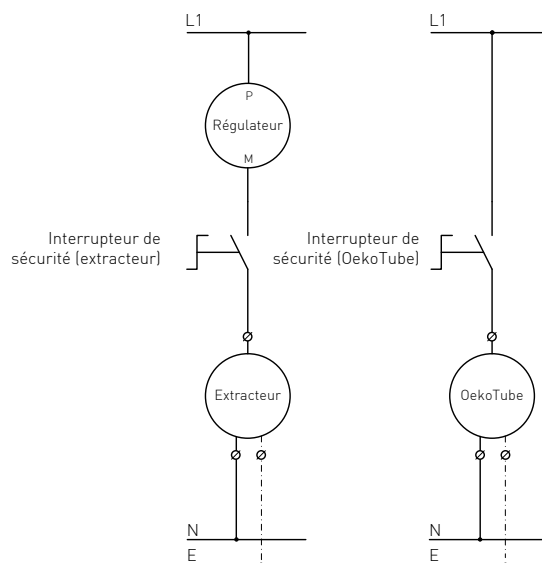 L1
P
Régulateur
M
Interrupteur de
sécurité (extracteur)
Extracteur
N
E
L1
Interrupteur de
sécurité (OekoTube)
OekoTube
N
E